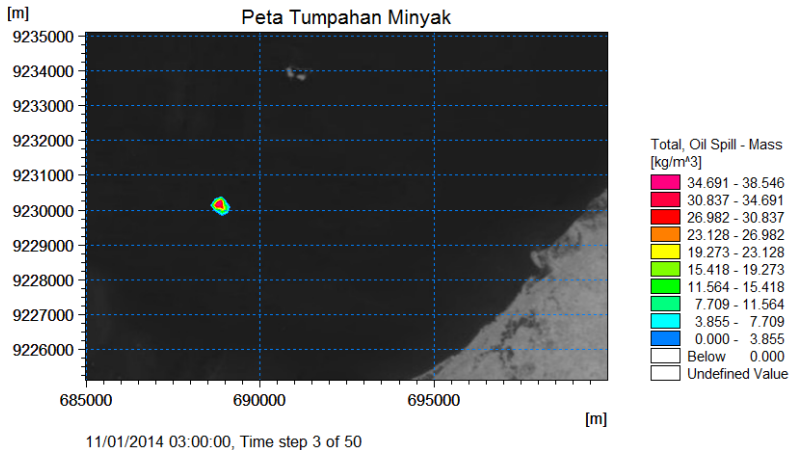 [m]
Peta Tumpahan Minyak
9235000
9234000
9233000
9232000
9231000
9230000
9229000
9228000
9227000
9226000
685000 690000 695000
[m]
11/01/2014 03:00:00, Time step 3 of 50
Total, Oil Spill - Mass
[kg/m^3]
34.691 - 38.546
30.837 - 34.691
26.982 - 30.837
23.128 - 26.982
19.273 - 23.128
15.418 - 19.273
11.564 - 15.418
7.709 - 11.564
3.855 - 7.709
0.000 - 3.855
Below 0.000
Undefined Value